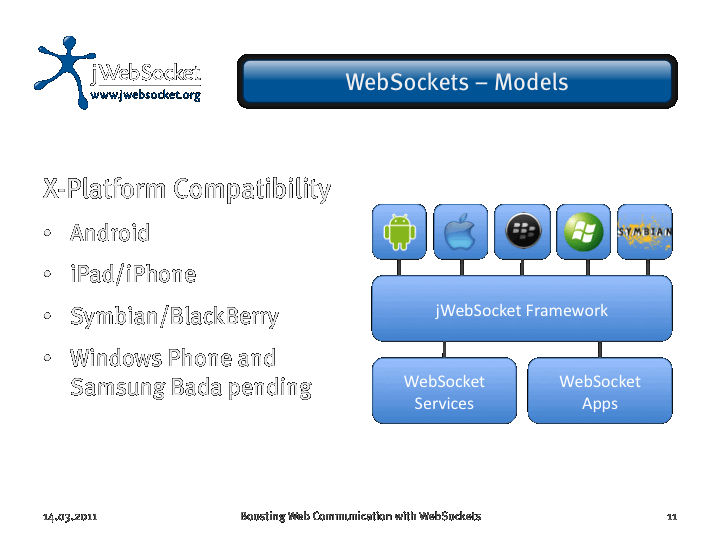 jWebSocket
www.jwebsocket.org
WebSockets – Models
X-Platform Compatibility
• Android
• iPad/iPhone
• Symbian/BlackBerry
• Windows Phone and
Samsung Bada pending
SYMBIAN
jWebSocket Framework
WebSocket
Services
WebSocket
Apps
14.03.2011
Boosting Web Communication with WebSockets
11